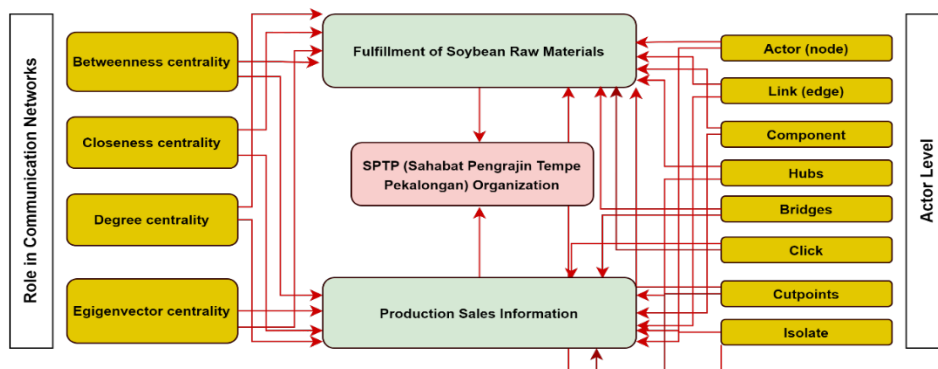 Role in Communication Networks
Betweenness centrality
Closeness centrality
Degree centrality
Egigenvector centrality
Fulfillment of Soybean Raw Materials
SPTP (Sahabat Pengrajin Tempe
Pekalongan) Organization
Production Sales Information
Actor (node)
Link (edge)
Component
Hubs
Bridges
Click
Cutpoints
Isolate
Actor Level